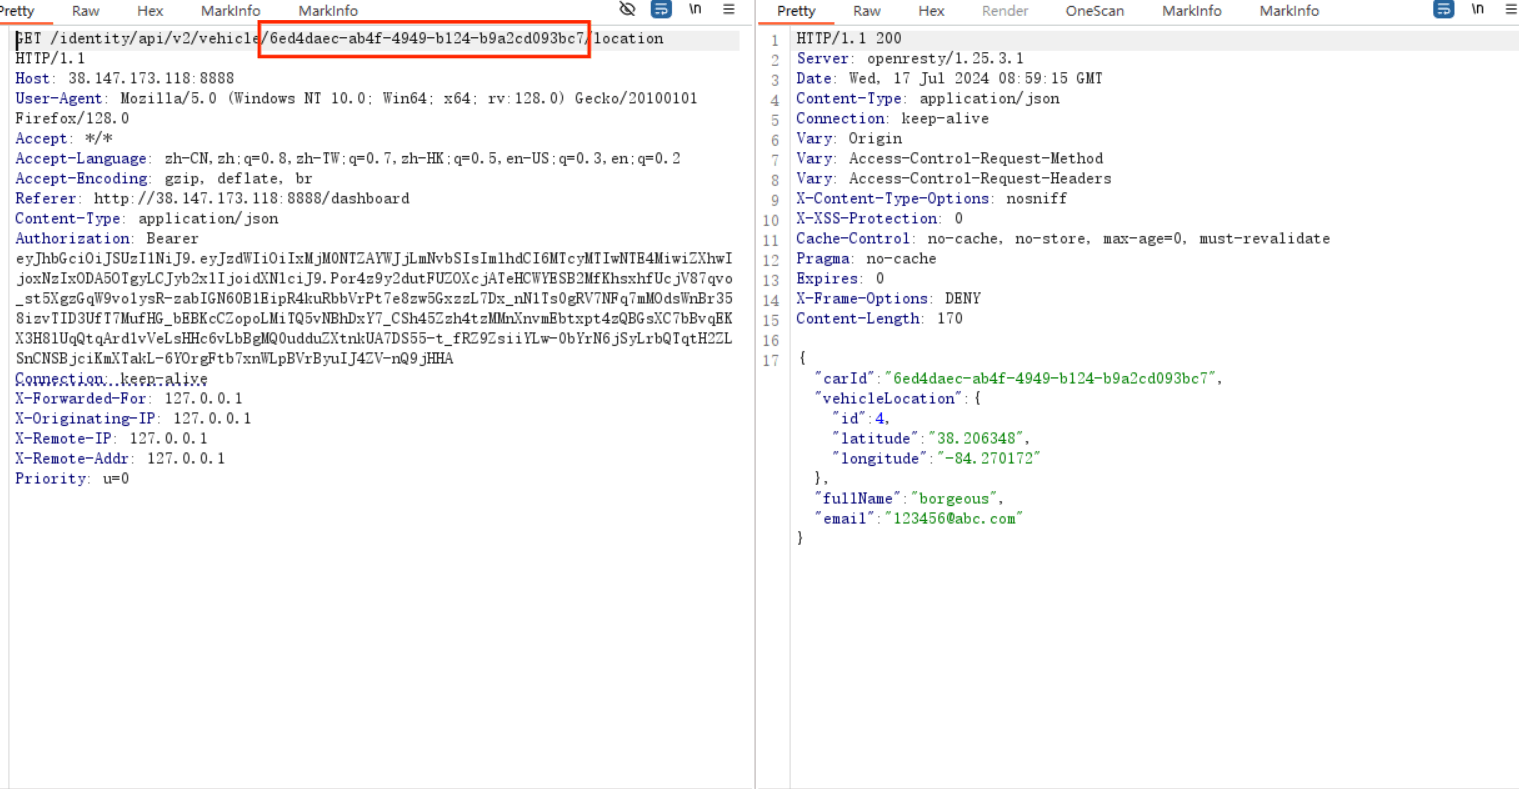 Pretty Raw Hex MarkInfo MarkInfo \n
GET /identity/api/v2/vehicle/6ed4daec-ab4f-4949-b124-b9a2cd093bc7/location
HTTP/1.1
Host: 38.147.173.118:8888
User-Agent: Mozilla/5.0 (Windows NT 10.0; Win64; x64; rv:128.0) Gecko/20100101
Firefox/128.0
Accept: */*
Accept-Language: zh-CN,zh;q=0.8,zh-TW;q=0.7,zh-HK;q=0.5,en-US;q=0.3,en;q=0.2
Accept-Encoding: gzip, deflate, br
Referer: http://38.147.173.118:8888/dashboard
Content-Type: application/json
Authorization: Bearer
eyJhbGciOiJSUzI1NiJ9.eyJzdWIiOiIxMjM0NTZAYWJjLmNvbSIsImlhdCI6MTcyMTIwNTE4MiwiZXhwI
joxNzIxODA5OTgyLCJyb2xlIjoidXNlciJ9.Por4z9y2dutFUZOXcjATeHCWYESB2MfKhsxhfUcjV87qvo
_st5XgzGqW9volysR-zabIGN60B1EipR4kuRbbVrPt7e8zw5GxzzL7Dx_nN1Ts0gRV7NFq7mMOdsWnBr35
8izvTID3UfT7MufHG_bEBKcCZopoLMiTQ5vNBhDxY7_CSh45Zzh4tzMMnXnvmEbtxpt4zQBGsXC7bBvqEK
X3H81UqQtqArdlvVeLsHHc6vLbBgMQ0udduZXtnkUA7DS55-t_fRZ9ZsiiYLw-0bYrN6jSyLrbQTqtH2ZL
SnCNSBjciKmXTakL-6YOrgFtb7xnWLpBVrByuIJ4ZV-nQ9jHHA
Connection: keep-alive
X-Forwarded-For: 127.0.0.1
X-Originating-IP: 127.0.0.1
X-Remote-IP: 127.0.0.1
X-Remote-Addr: 127.0.0.1
Priority: u=0
Pretty Raw Hex Render OneScan MarkInfo MarkInfo \n
1 HTTP/1.1 200
2 Server: openresty/1.25.3.1
3 Date: Wed, 17 Jul 2024 08:59:15 GMT
4 Content-Type: application/json
5 Connection: keep-alive
6 Vary: Origin
7 Vary: Access-Control-Request-Method
8 Vary: Access-Control-Request-Headers
9 X-Content-Type-Options: nosniff
10 X-XSS-Protection: 0
11 Cache-Control: no-cache, no-store, max-age=0, must-revalidate
12 Pragma: no-cache
13 Expires: 0
14 X-Frame-Options: DENY
15 Content-Length: 170
16
17 {
"carId":"6ed4daec-ab4f-4949-b124-b9a2cd093bc7",
"vehicleLocation":{
"id":4,
"latitude":"38.206348",
"longitude":"-84.270172"
},
"fullName":"borgeous",
"email":"123456@abc.com"
}